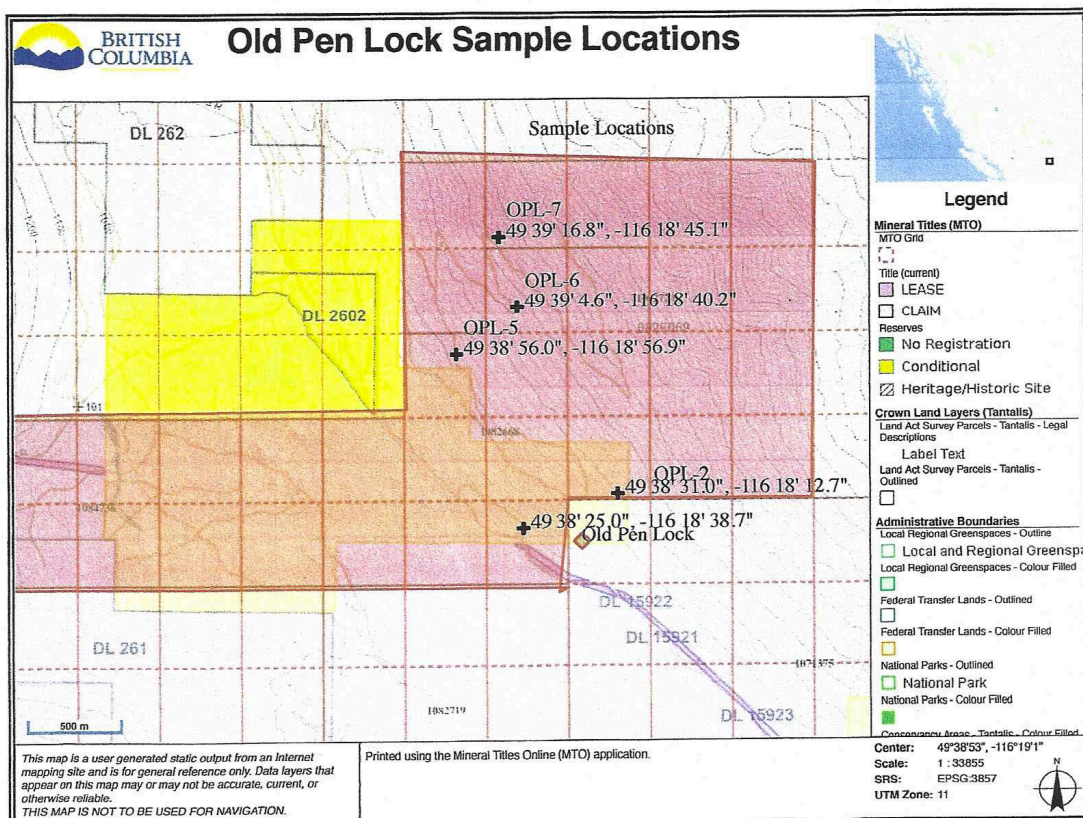 BRITISH
COLUMBIA
Old Pen Lock Sample Locations
DL 262
Sample Locations
OPL-7
49 39' 16.8", -116 18' 45.1"
OPL-6
49 39' 4.6", -116 18' 40.2"
DL 2602
OPL-5
49 38' 56.0", -116 18' 56.9"
101
1082668
OPL-2
49 38' 31.0", -116 18' 12.7"
49 38' 25.0", -116 18' 38.7"
Old Pen Lock
DL 15922
DL 261
DL 15921
1071375
1082719
DL 15923
500 m
Legend
Mineral Titles (MTO)
MTO Grid
Title (current)
LEASE
CLAIM
Reserves
No Registration
Conditional
Heritage/Historic Site
Crown Land Layers (Tantalis)
Land Act Survey Parcels - Tantalis - Legal
Descriptions
Label Text
Land Act Survey Parcels - Tantalis -
Outlined
Administrative Boundaries
Local Regional Greenspaces - Outline
Local and Regional Greenspa
Local Regional Greenspaces - Colour Filled
Federal Transfer Lands - Outlined
Federal Transfer Lands - Colour Filled
National Parks - Outlined
National Park
National Parks - Colour Filled
Conservancy Areas - Tantalis - Colour Filled
This map is a user generated static output from an Internet
mapping site and is for general reference only. Data layers that
appear on this map may or may not be accurate, current, or
otherwise reliable.
THIS MAP IS NOT TO BE USED FOR NAVIGATION.
Printed using the Mineral Titles Online (MTO) application.
Center: 49°38'53", -116°19'1"
Scale: 1 : 33855
SRS: EPSG:3857
UTM Zone: 11
N